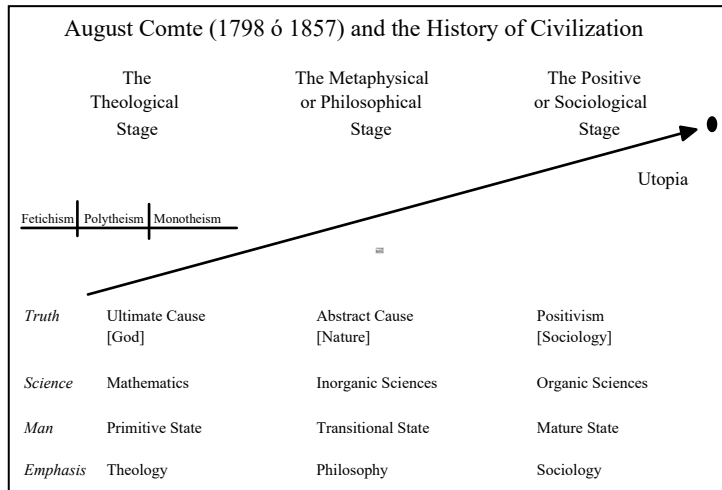 August Comte (1798 ó 1857) and the History of Civilization
The
Theological
Stage
The Metaphysical
or Philosophical
Stage
The Positive
or Sociological
Stage
Utopia
Fetichism Polytheism Monotheism
Truth Ultimate Cause Abstract Cause Positivism
[God] [Nature] [Sociology]
Science Mathematics Inorganic Sciences Organic Sciences
Man Primitive State Transitional State Mature State
Emphasis Theology Philosophy Sociology